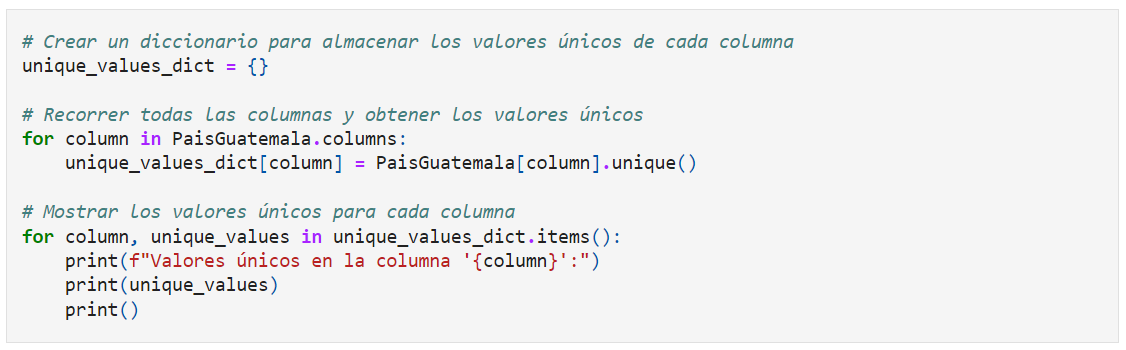 # Crear un diccionario para almacenar los valores únicos de cada columna
unique_values_dict = {}
# Recorrer todas las columnas y obtener los valores únicos
for column in PaisGuatemala.columns:
    unique_values_dict[column] = PaisGuatemala[column].unique()
# Mostrar los valores únicos para cada columna
for column, unique_values in unique_values_dict.items():
    print(f"Valores únicos en la columna '{column}':")
    print(unique_values)
    print()